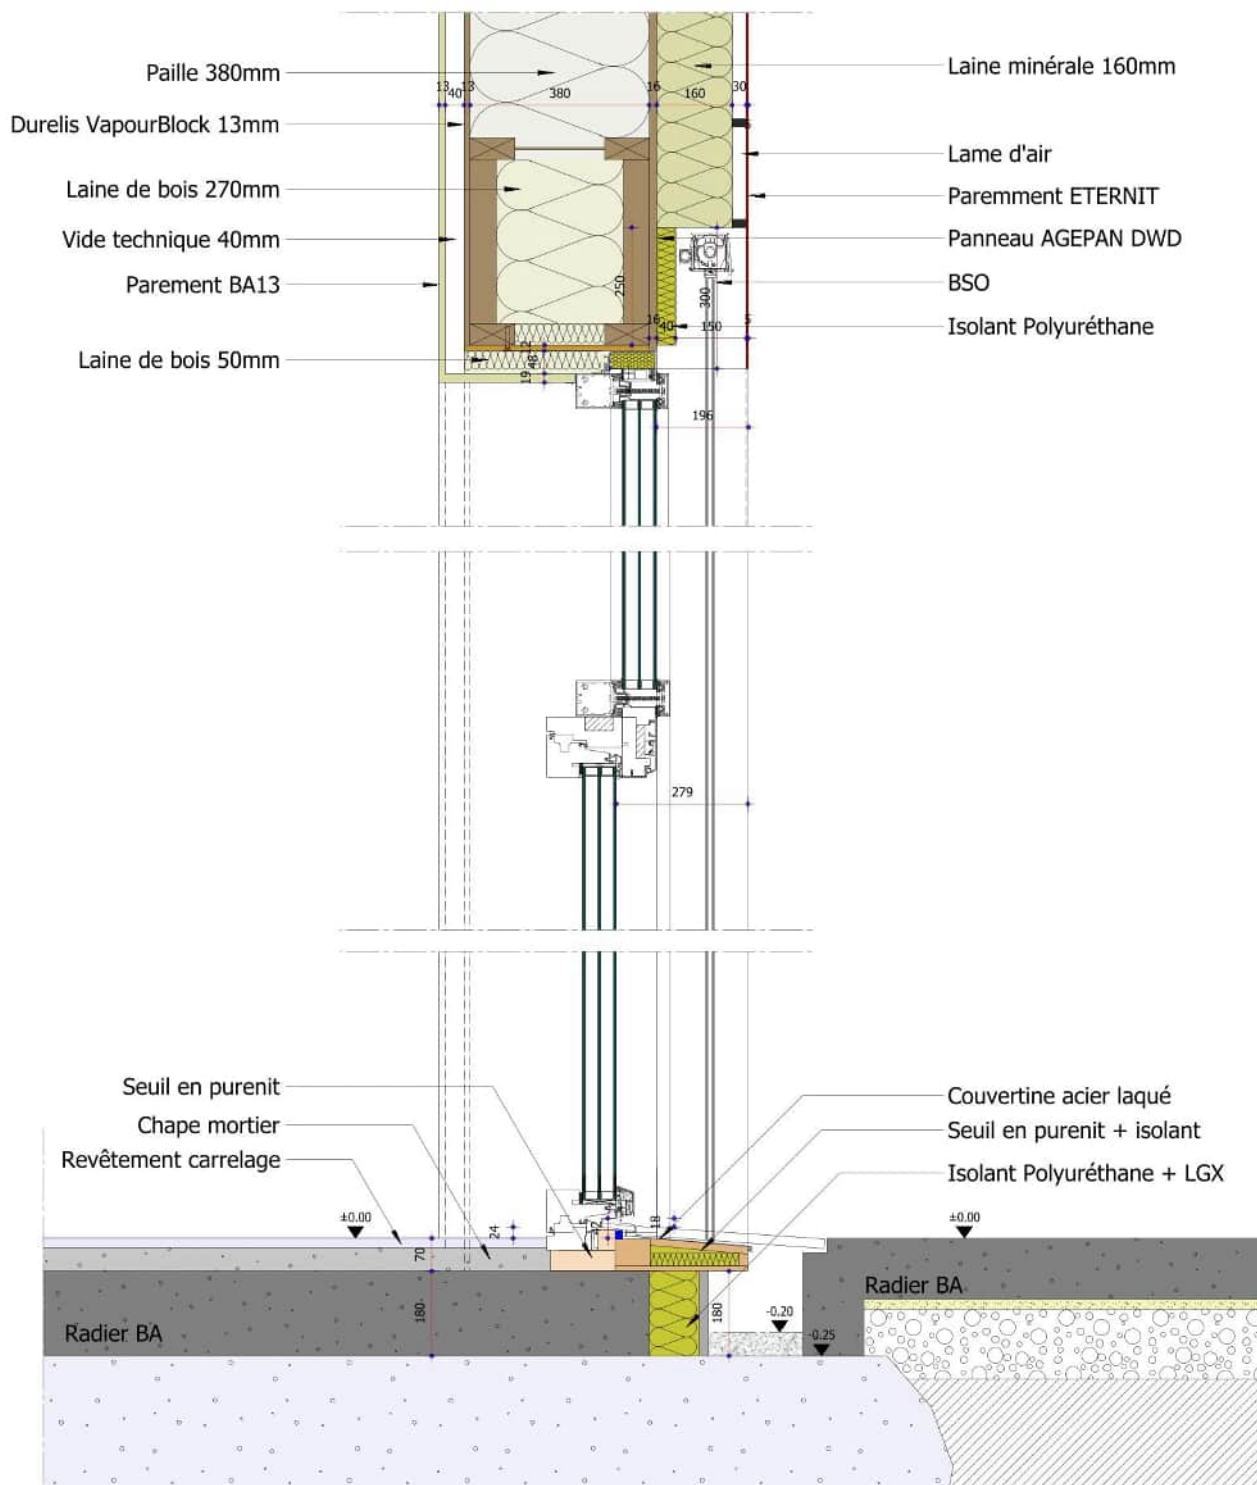 Paille 380mm
Durelis VapourBlock 13mm
Laine de bois 270mm
Vide technique 40mm
Parement BA13
Laine de bois 50mm
13
40
13
380
16
160
30
Laine minérale 160mm
Lame d'air
Paremment ETERNIT
Panneau AGEPAN DWD
BSO
Isolant Polyuréthane
250
300
16
40
150
5
12
48
19
196
279
Seuil en purenit
Chape mortier
Revêtement carrelage
Couvertine acier laqué
Seuil en purenit + isolant
Isolant Polyuréthane + LGX
±0.00
24
18
±0.00
70
180
180
Radier BA
Radier BA
-0.20
-0.25